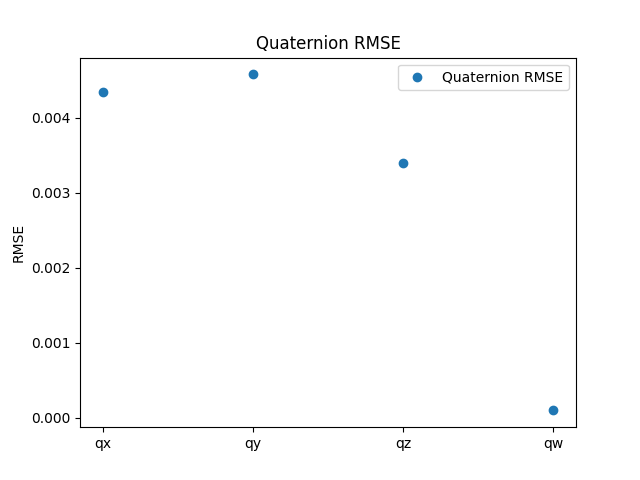 Quaternion RMSE
Quaternion RMSE
0.004
0.003
0.002
0.001
0.000
RMSE
qx
qy
qz
qw